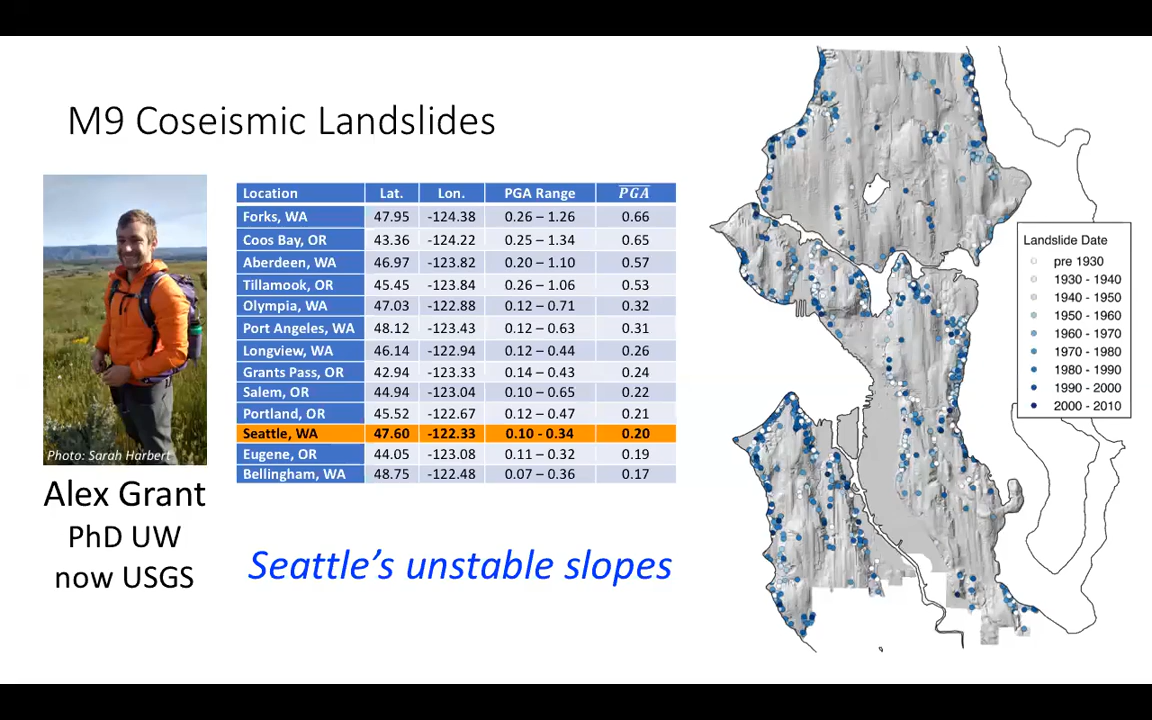 M9 Coseismic Landslides
Photo: Sarah Harbert
Alex Grant
PhD UW
now USGS
Location Lat. Lon. PGA Range PGA
Forks, WA 47.95 -124.38 0.26 – 1.26 0.66
Coos Bay, OR 43.36 -124.22 0.25 – 1.34 0.65
Aberdeen, WA 46.97 -123.82 0.20 – 1.10 0.57
Tillamook, OR 45.45 -123.84 0.26 – 1.06 0.53
Olympia, WA 47.03 -122.88 0.12 – 0.71 0.32
Port Angeles, WA 48.12 -123.43 0.12 – 0.63 0.31
Longview, WA 46.14 -122.94 0.12 – 0.44 0.26
Grants Pass, OR 42.94 -123.33 0.14 – 0.43 0.24
Salem, OR 44.94 -123.04 0.10 – 0.65 0.22
Portland, OR 45.52 -122.67 0.12 – 0.47 0.21
Seattle, WA 47.60 -122.33 0.10 - 0.34 0.20
Eugene, OR 44.05 -123.08 0.11 – 0.32 0.19
Bellingham, WA 48.75 -122.48 0.07 – 0.36 0.17
Seattle’s unstable slopes
Landslide Date
pre 1930
1930 - 1940
1940 - 1950
1950 - 1960
1960 - 1970
1970 - 1980
1980 - 1990
1990 - 2000
2000 - 2010